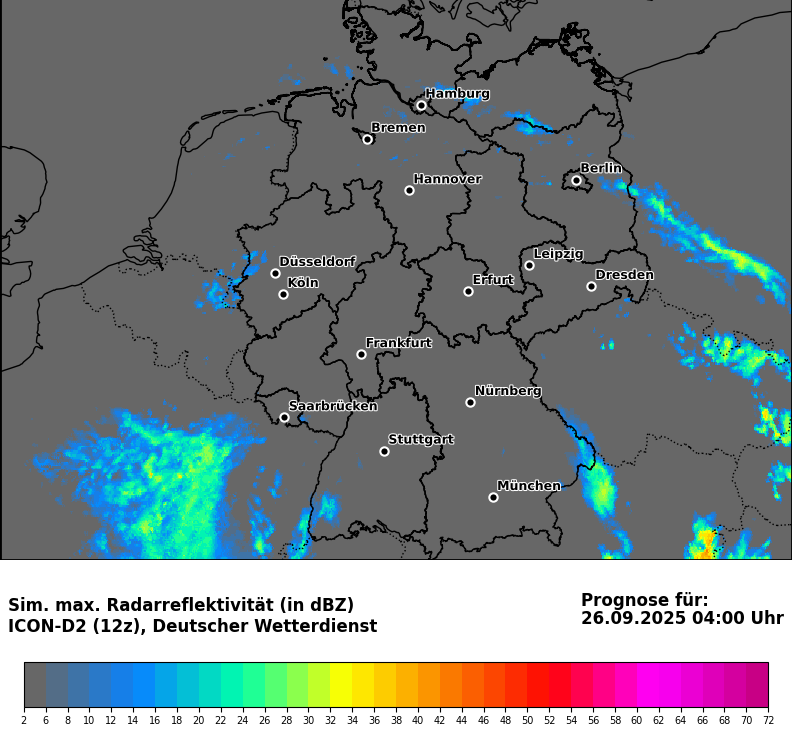 Hamburg
Bremen
Berlin
Hannover
Leipzig
Düsseldorf
Dresden
Köln
Erfurt
Frankfurt
Nürnberg
Saarbrücken
Stuttgart
München
Sim. max. Radarreflektivität (in dBZ)
ICON-D2 (12z), Deutscher Wetterdienst
Prognose für:
26.09.2025 04:00 Uhr
2 6 8 10 12 14 16 18 20 22 24 26 28 30 32 34 36 38 40 42 44 46 48 50 52 54 56 58 60 62 64 66 68 70 72